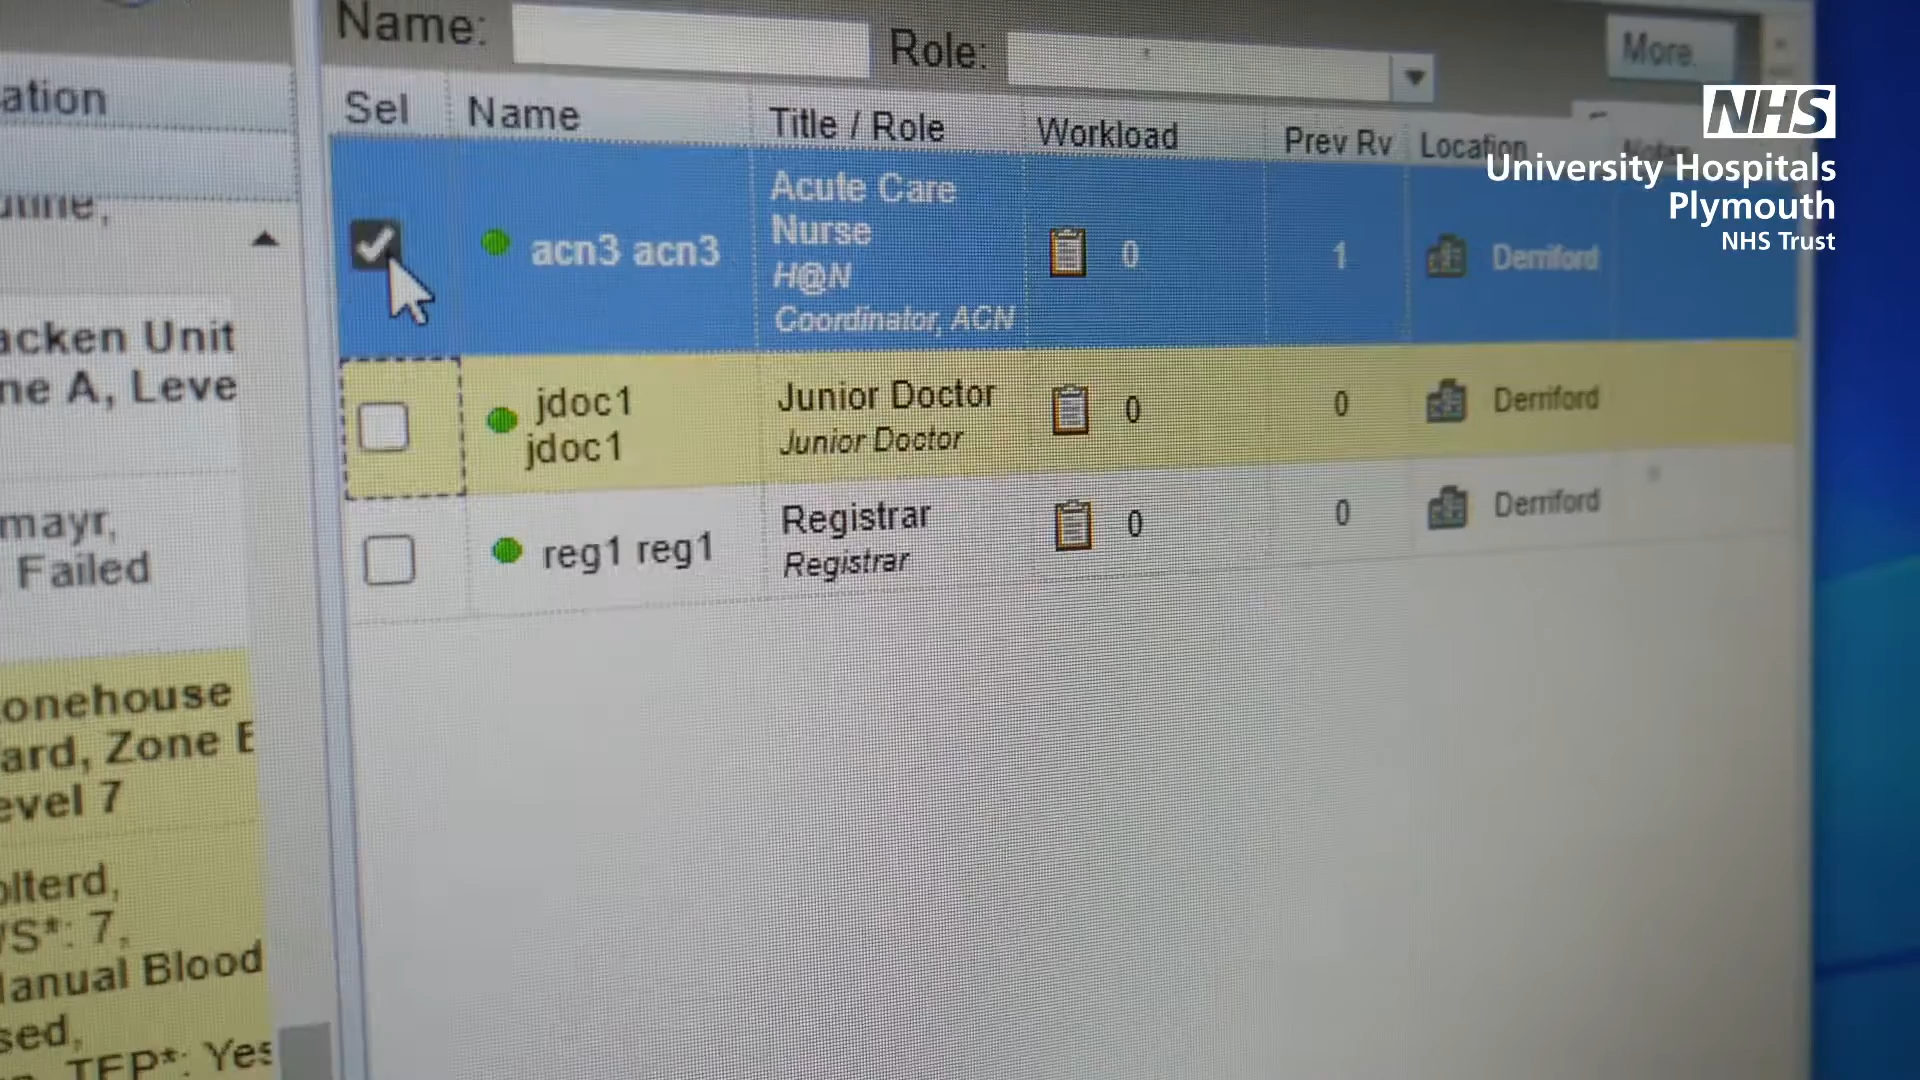 Name:
Role:
More.
ation
Sel
Name
Title / Role
Workload
Prev Rv
Location
NHS
University Hospitals
Plymouth
NHS Trust
acn3 acn3
Acute Care
Nurse
H@N
Coordinator, ACN
0
1
Derriford
jdoc1
jdoc1
Junior Doctor
Junior Doctor
0
0
Derriford
reg1 reg1
Registrar
Registrar
0
0
Derriford
acken Unit
ne A, Leve
mayr,
Failed
onehouse
ard, Zone E
evel 7
olterd,
S*: 7,
anual Blood
sed,
TEP*: Yes